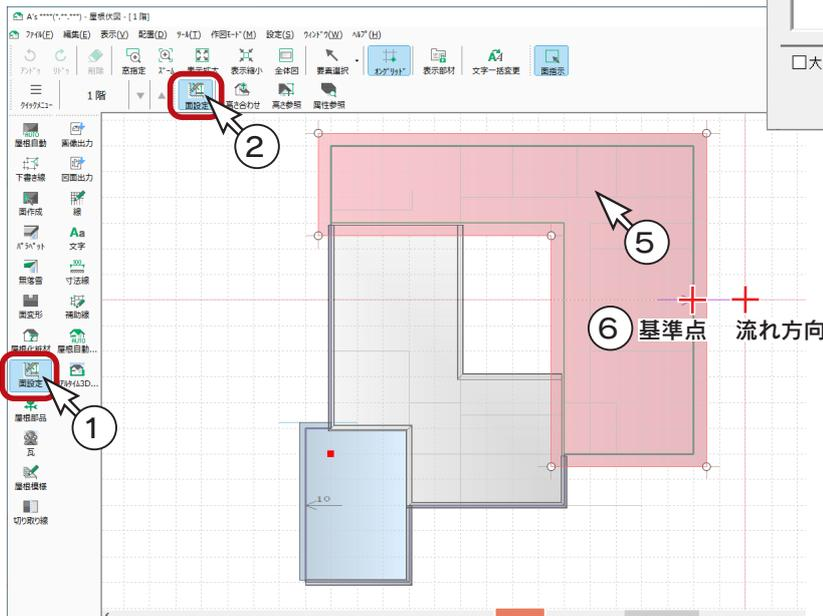 A's ****(*.**.***) - 屋根伏図 - [1階]
ファイル(F) 編集(E) 表示(V) 配置(D) ツール(T) 作図モード(M) 設定(S) ウィンドウ(W) ヘルプ(H)
アンドゥ リドゥ 削除 窓指定 ズーム 表示拡大 表示縮小 全体図 要素選択 オングリッド 表示部材 文字一括変更 面指示
クイックメニュー 1階 面設定 高さ合わせ 高さ参照 属性参照
大
屋根自動 画像出力
下書き線 図面出力
面作成 線
パラペット 文字
無落雪 寸法線
面変形 補助線
屋根化粧材 屋根自動...
面設定 リアルタイム3D...
屋根部品
瓦
屋根模様
切り取り線
①
②
⑤
⑥ 基準点 流れ方向
10